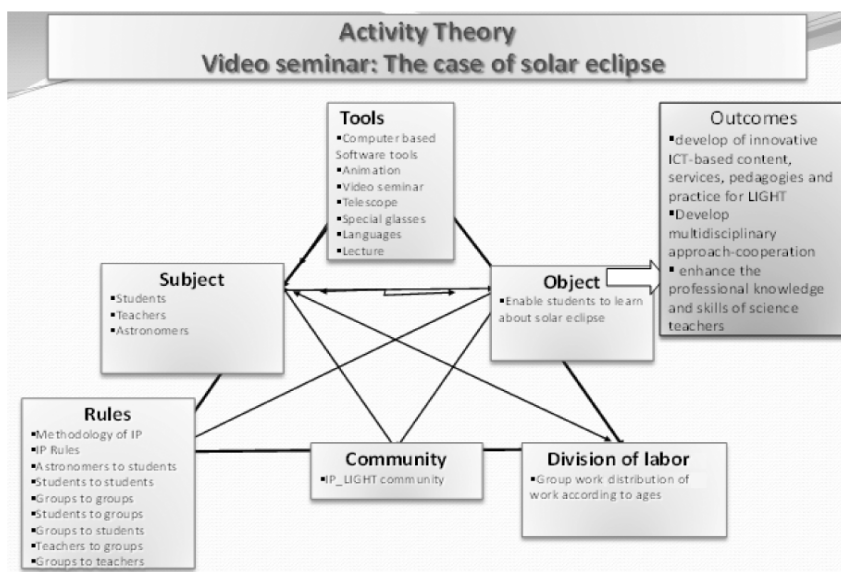 Activity Theory
Video seminar: The case of solar eclipse
Tools
▪Computer based
Software tools
▪Animation
▪Video seminar
▪Telescope
▪Special glasses
▪Languages
▪Lecture
Outcomes
▪develop of innovative
ICT-based content,
services, pedagogies and
practice for LIGHT
▪Develop
multidisciplinary
approach-cooperation
▪ enhance the
professional knowledge
and skills of science
teachers
Subject
▪Students
▪Teachers
▪Astronomers
Object
▪Enable students to learn
about solar eclipse
Rules
▪Methodology of IP
▪IP Rules
▪Astronomers to students
▪Students to students
▪Groups to groups
▪Students to groups
▪Groups to students
▪Teachers to groups
▪Groups to teachers
Community
▪IP_LIGHT community
Division of labor
▪Group work distribution of
work according to ages